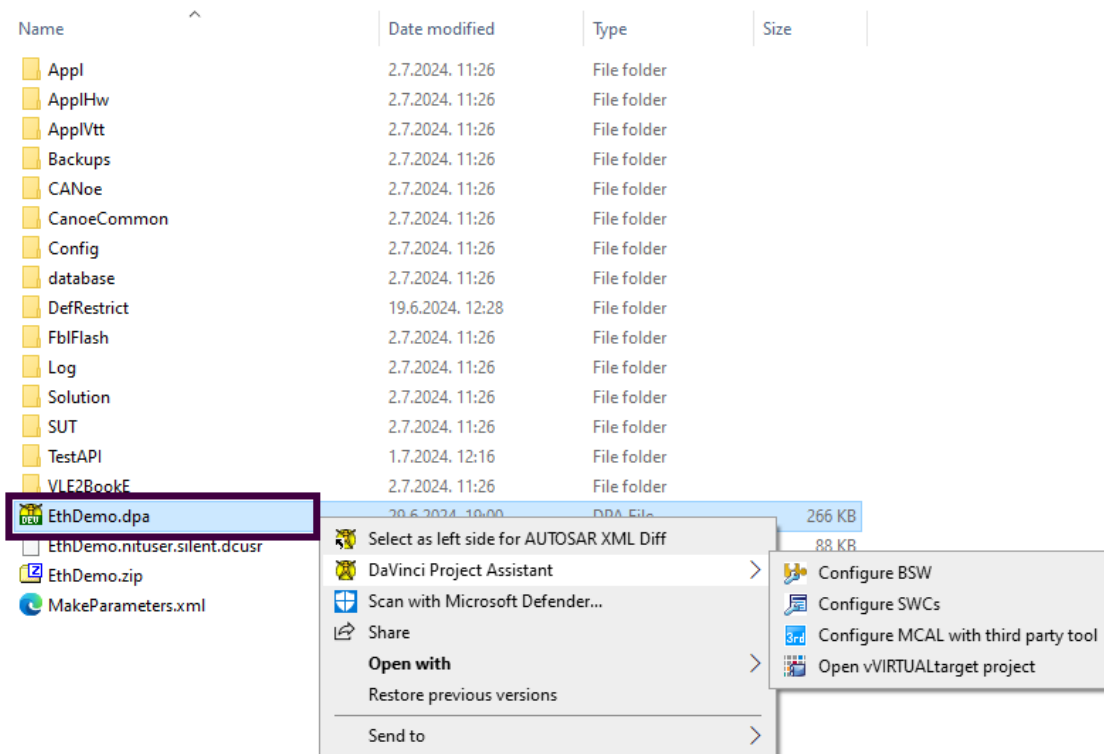 Name Date modified Type Size
Appl 2.7.2024. 11:26 File folder
ApplHw 2.7.2024. 11:26 File folder
ApplVtt 2.7.2024. 11:26 File folder
Backups 2.7.2024. 11:26 File folder
CANoe 2.7.2024. 11:26 File folder
CanoeCommon 2.7.2024. 11:26 File folder
Config 2.7.2024. 11:26 File folder
database 2.7.2024. 11:26 File folder
DefRestrict 19.6.2024. 12:28 File folder
FblFlash 2.7.2024. 11:26 File folder
Log 2.7.2024. 11:26 File folder
Solution 2.7.2024. 11:26 File folder
SUT 2.7.2024. 11:26 File folder
TestAPI 1.7.2024. 12:16 File folder
VLE2BookE 2.7.2024. 11:26 File folder
EthDemo.dpa 29.6.2024. 19:00 DPA File 266 KB
EthDemo.nituser.silent.dcusr 88 KB
EthDemo.zip
MakeParameters.xml
Select as left side for AUTOSAR XML Diff
DaVinci Project Assistant
Scan with Microsoft Defender...
Share
Open with
Restore previous versions
Send to
Configure BSW
Configure SWCs
3rd Configure MCAL with third party tool
Open vVIRTUALtarget project